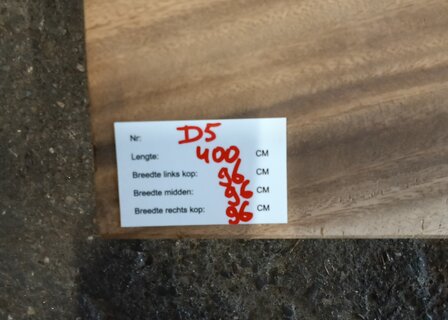 Nr: D5
Lengte: 400 CM
Breedte links kop: 96 CM
Breedte midden: 96 CM
Breedte rechts kop: 96 CM